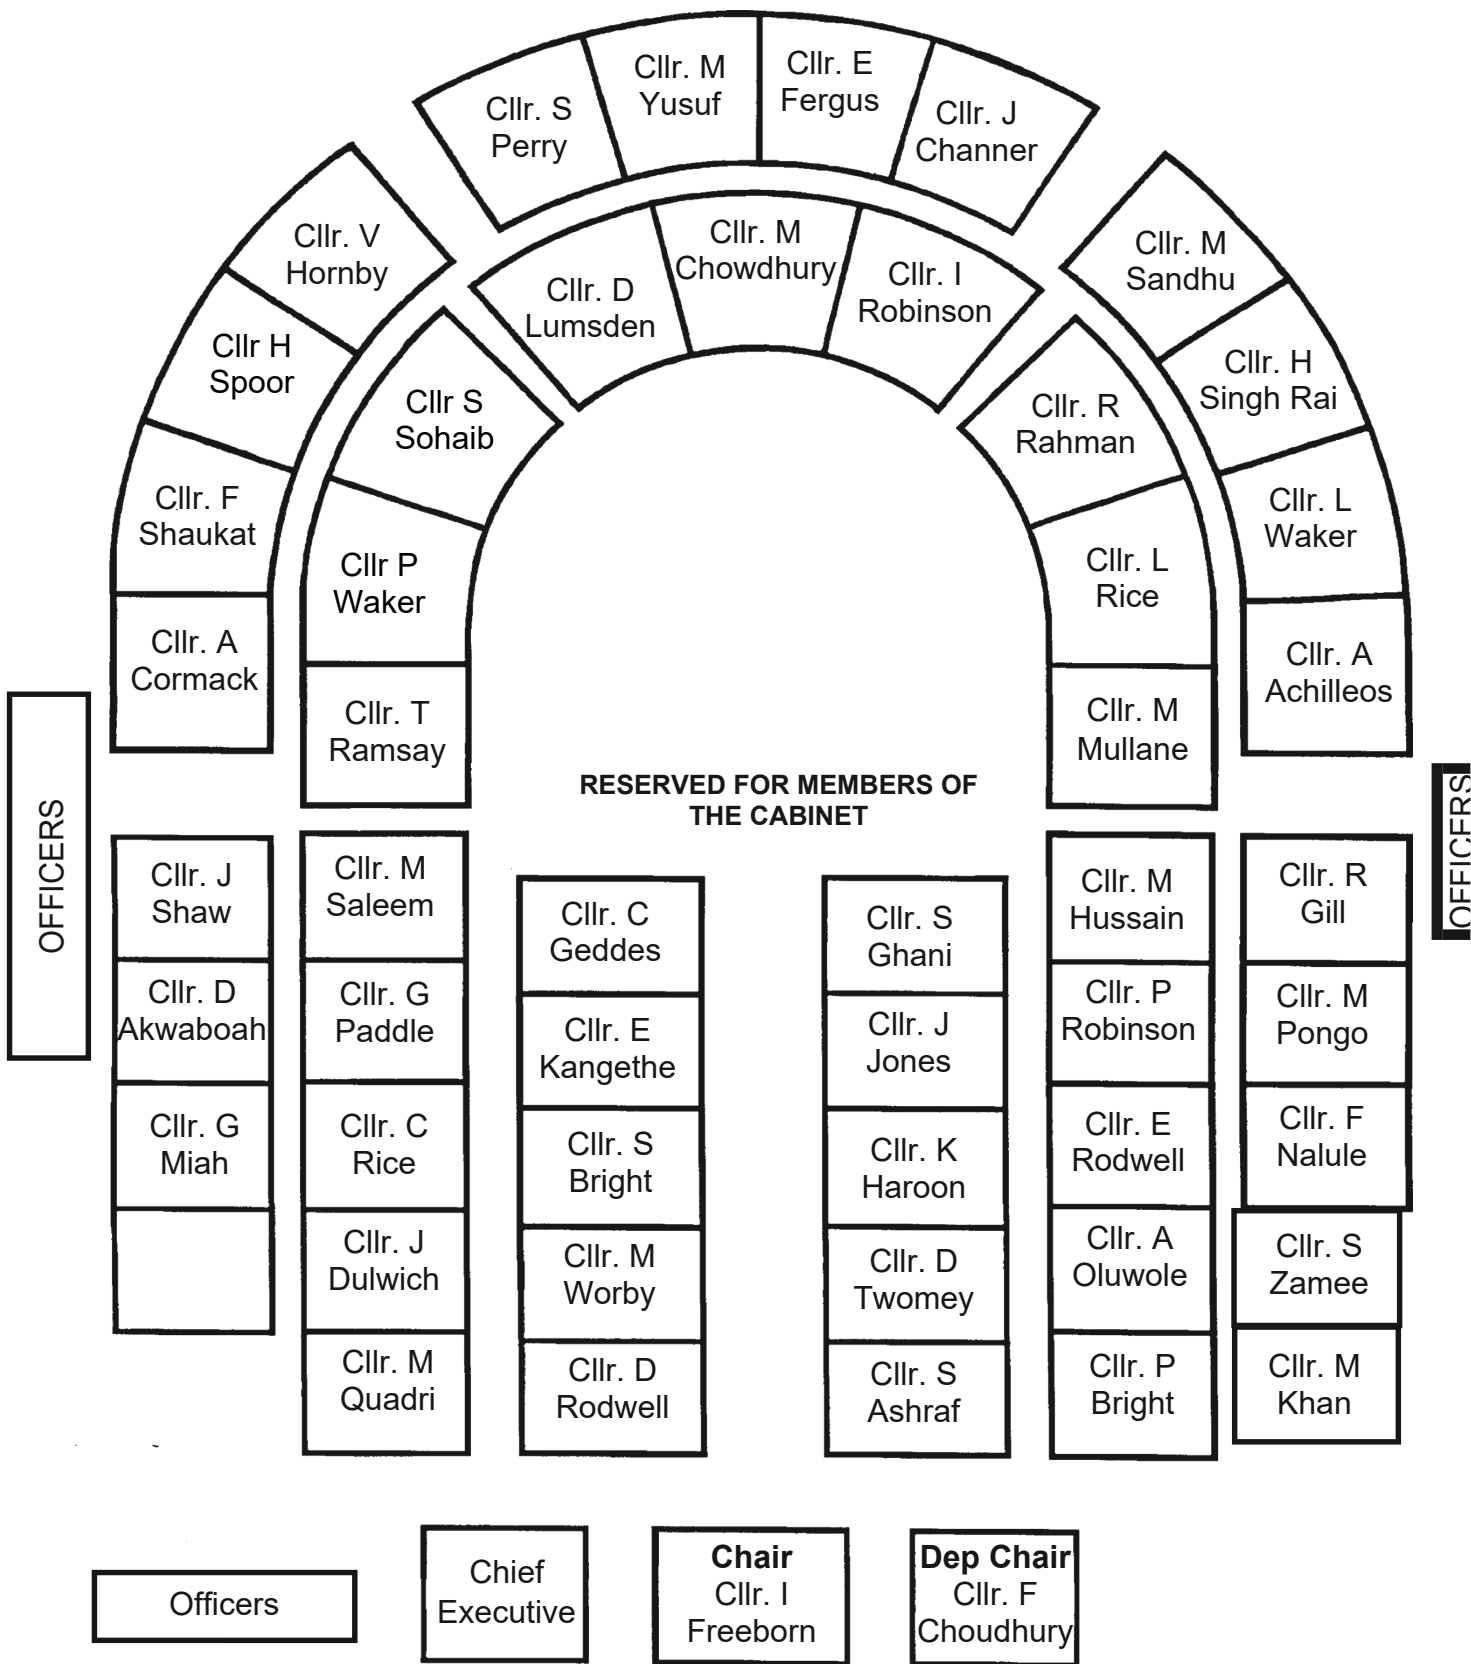 Cllr. S
Perry
Cllr. M
Yusuf
Cllr. E
Fergus
Cllr. J
Channer
Cllr. V
Hornby
Cllr H
Spoor
Cllr. F
Shaukat
Cllr. A
Cormack
Cllr. D
Lumsden
Cllr. M
Chowdhury
Cllr. I
Robinson
Cllr S
Sohaib
Cllr P
Waker
Cllr. T
Ramsay
Cllr. R
Rahman
Cllr. L
Rice
Cllr. M
Mullane
Cllr. M
Sandhu
Cllr. H
Singh Rai
Cllr. L
Waker
Cllr. A
Achilleos
RESERVED FOR MEMBERS OF
THE CABINET
OFFICERS
OFFICERS
Cllr. J
Shaw
Cllr. D
Akwaboah
Cllr. G
Miah
Cllr. M
Saleem
Cllr. G
Paddle
Cllr. C
Rice
Cllr. J
Dulwich
Cllr. M
Quadri
Cllr. C
Geddes
Cllr. E
Kangethe
Cllr. S
Bright
Cllr. M
Worby
Cllr. D
Rodwell
Cllr. S
Ghani
Cllr. J
Jones
Cllr. K
Haroon
Cllr. D
Twomey
Cllr. S
Ashraf
Cllr. M
Hussain
Cllr. P
Robinson
Cllr. E
Rodwell
Cllr. A
Oluwole
Cllr. P
Bright
Cllr. R
Gill
Cllr. M
Pongo
Cllr. F
Nalule
Cllr. S
Zamee
Cllr. M
Khan
Officers
Chief
Executive
Chair
Cllr. I
Freeborn
Dep Chair
Cllr. F
Choudhury